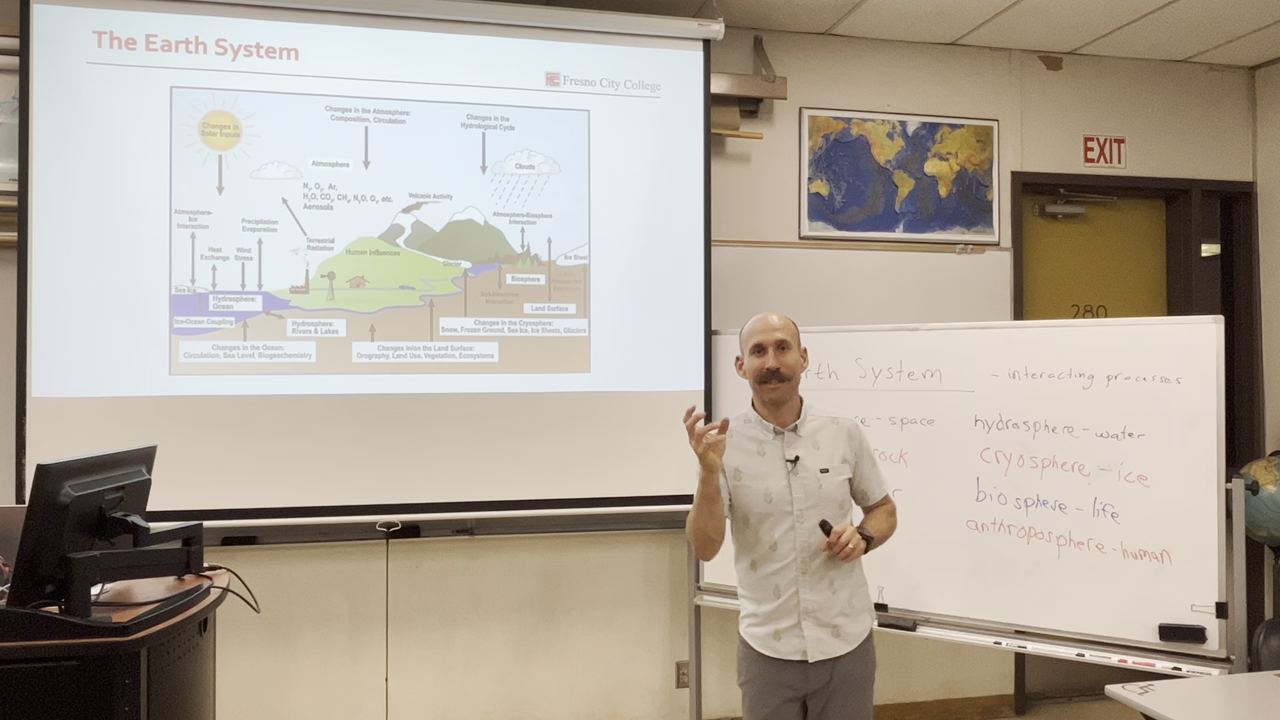 The Earth System
Fresno City College
Changes in
Solar Inputs
Changes in the Atmosphere:
Composition, Circulation
Changes in the
Hydrological Cycle
Atmosphere
Clouds
N₂, O₂, Ar,
H₂O, CO₂, CH₄, N₂O, O₃, etc.
Aerosols
Volcanic Activity
Atmosphere-
Ice
Interaction
Precipitation
Evaporation
Atmosphere-Biosphere
Interaction
Terrestrial
Radiation
Heat
Exchange
Wind
Stress
Human Influences
Glacier
Ice Sheet
Biosphere
Sea Ice
Hydrosphere:
Ocean
Land Surface
Ice-Ocean Coupling
Hydrosphere:
Rivers & Lakes
Changes in the Cryosphere:
Snow, Frozen Ground, Sea Ice, Ice Sheets, Glaciers
Changes in the Ocean:
Circulation, Sea Level, Biogeochemistry
Changes in/on the Land Surface:
Orography, Land Use, Vegetation, Ecosystems
EXIT
280
rth System
- interacting processes
e - space
hydrosphere - water
rock
cryosphere - ice
r
biosphere - life
anthroposphere - human